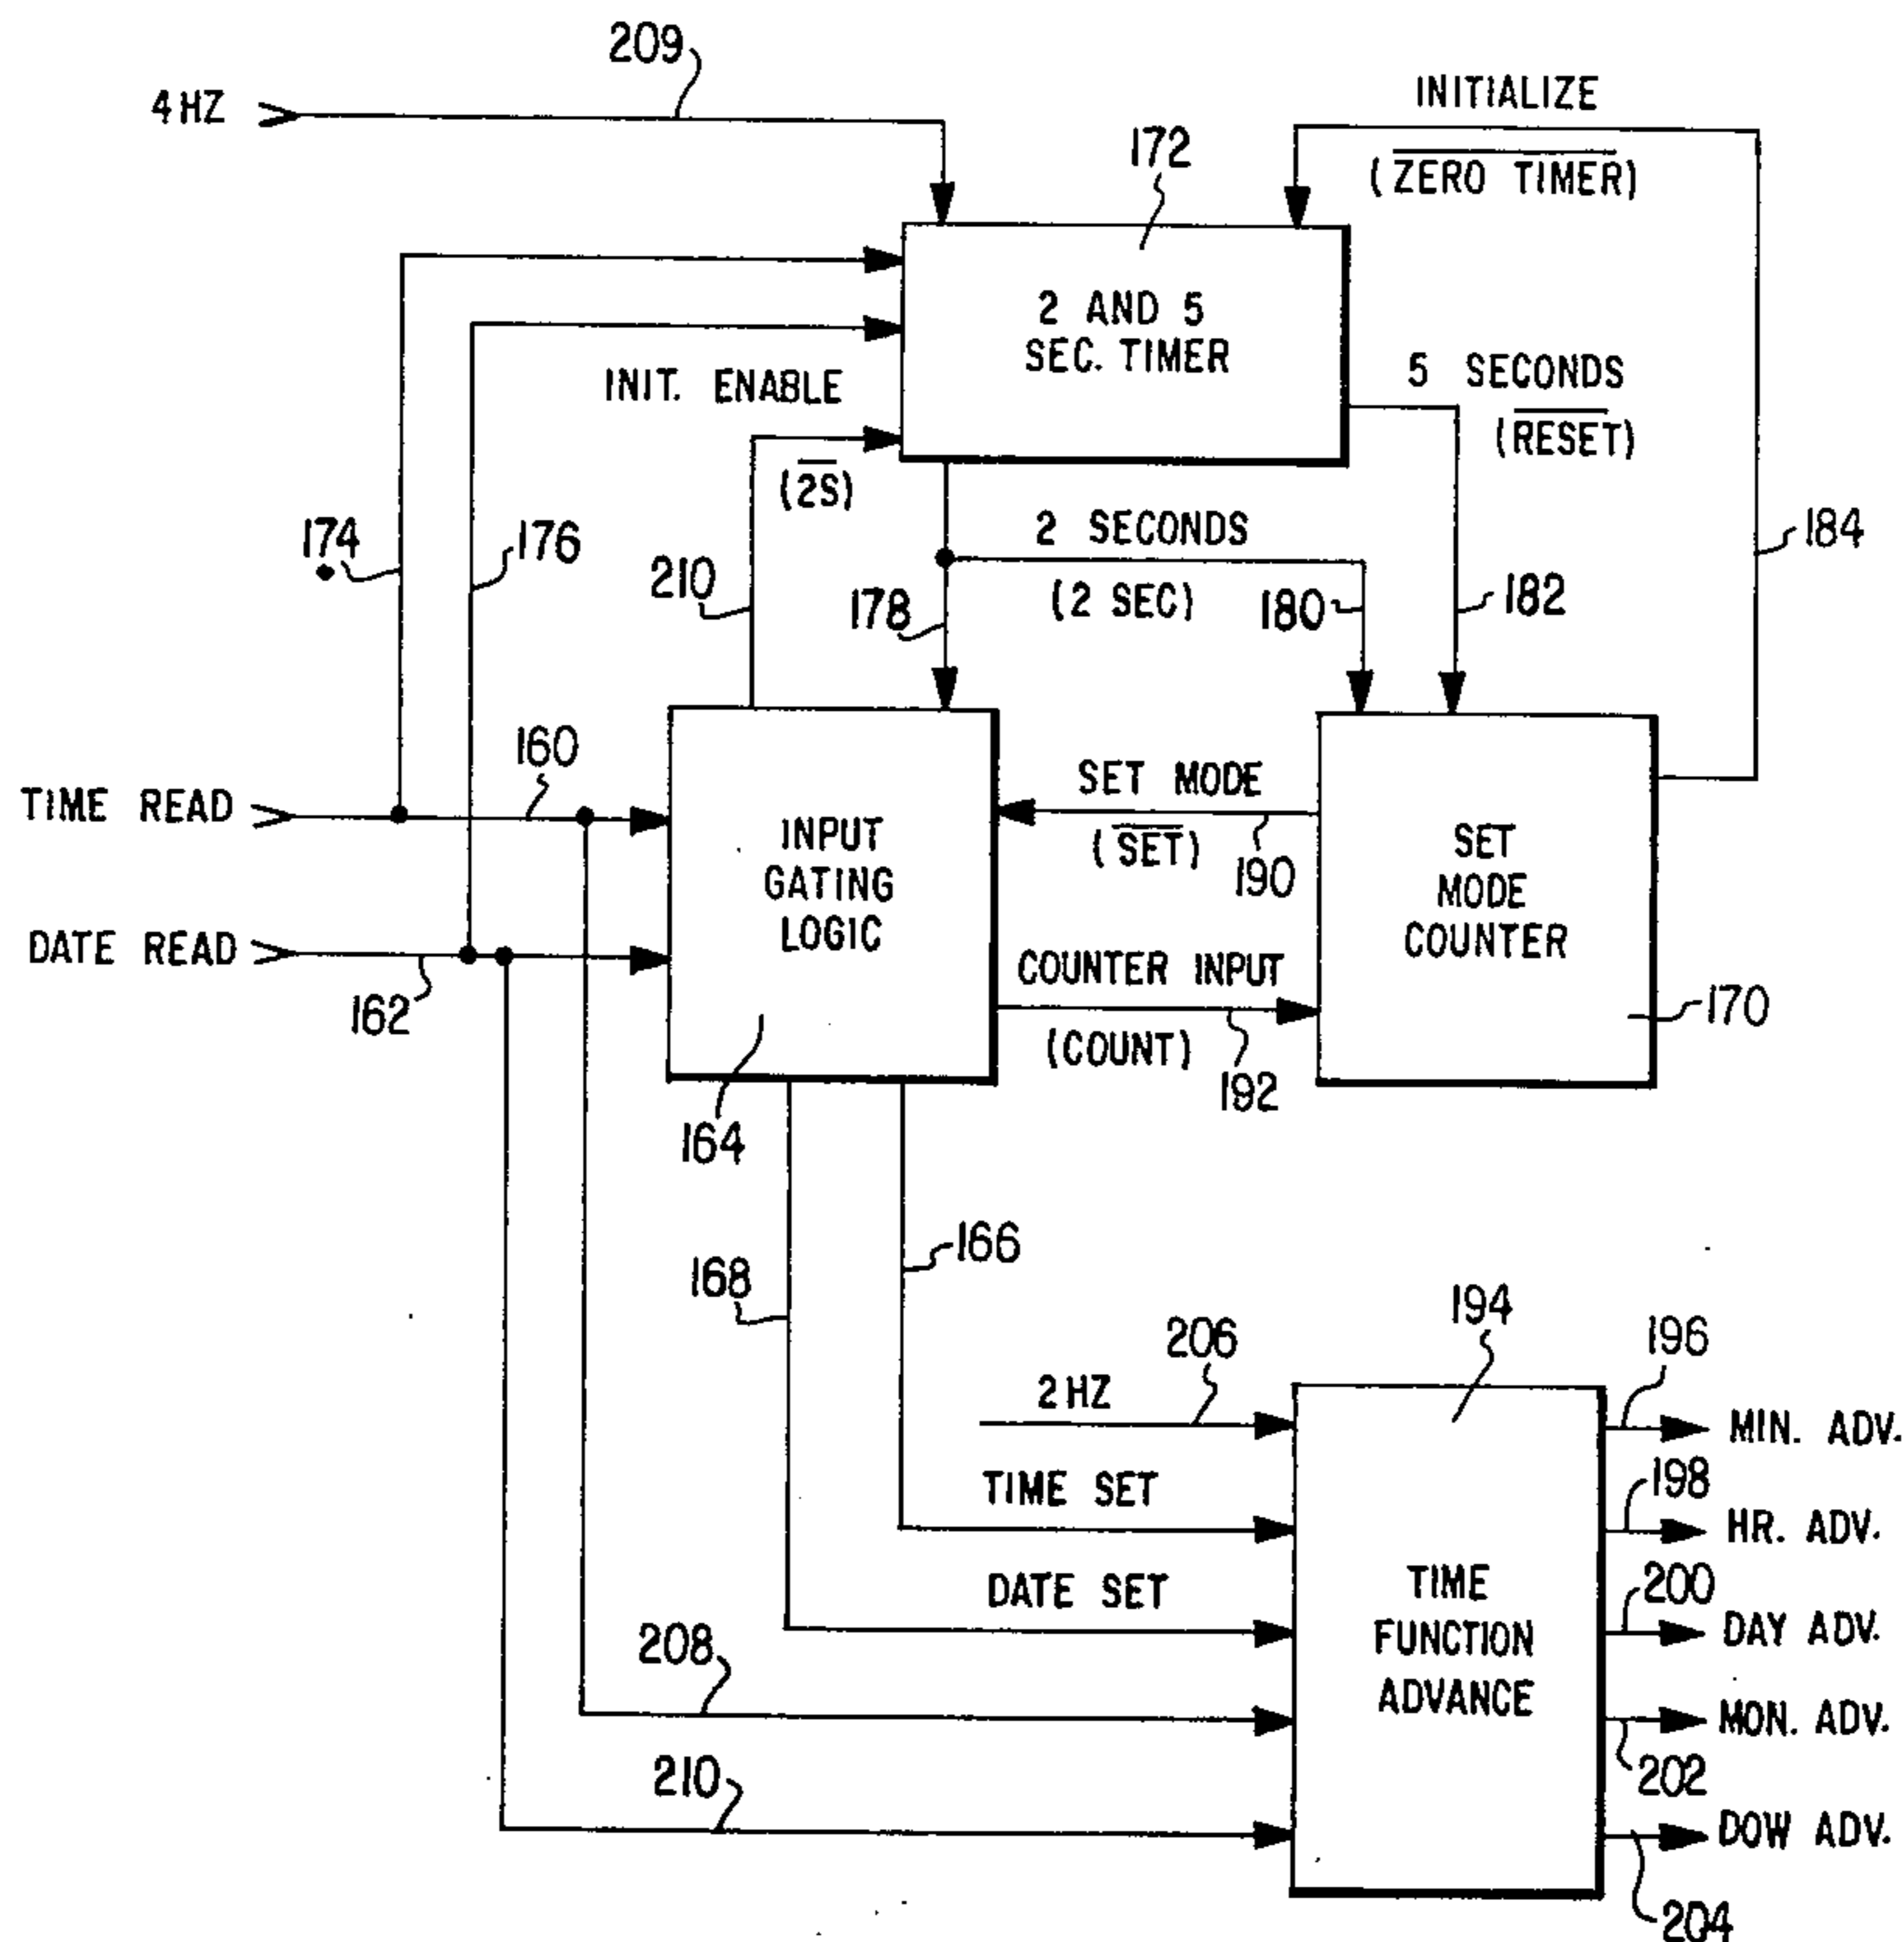 209
4 HZ
INITIALIZE
172
(ZERO TIMER)
2 AND 5
SEC. TIMER
INIT. ENABLE
5 SECONDS
(RESET)
(2S)
174
176
2 SECONDS
184
210
178
(2 SEC)
180
182
160
TIME READ
SET MODE
INPUT
GATING
LOGIC
(SET)
190
SET
MODE
COUNTER
DATE READ
COUNTER INPUT
162
170
(COUNT)
192
164
166
168
194
206
196
2 HZ
MIN. ADV.
198
TIME SET
HR. ADV.
TIME
FUNCTION
ADVANCE
200
DATE SET
DAY ADV.
208
MON. ADV.
202
210
DOW ADV.
204